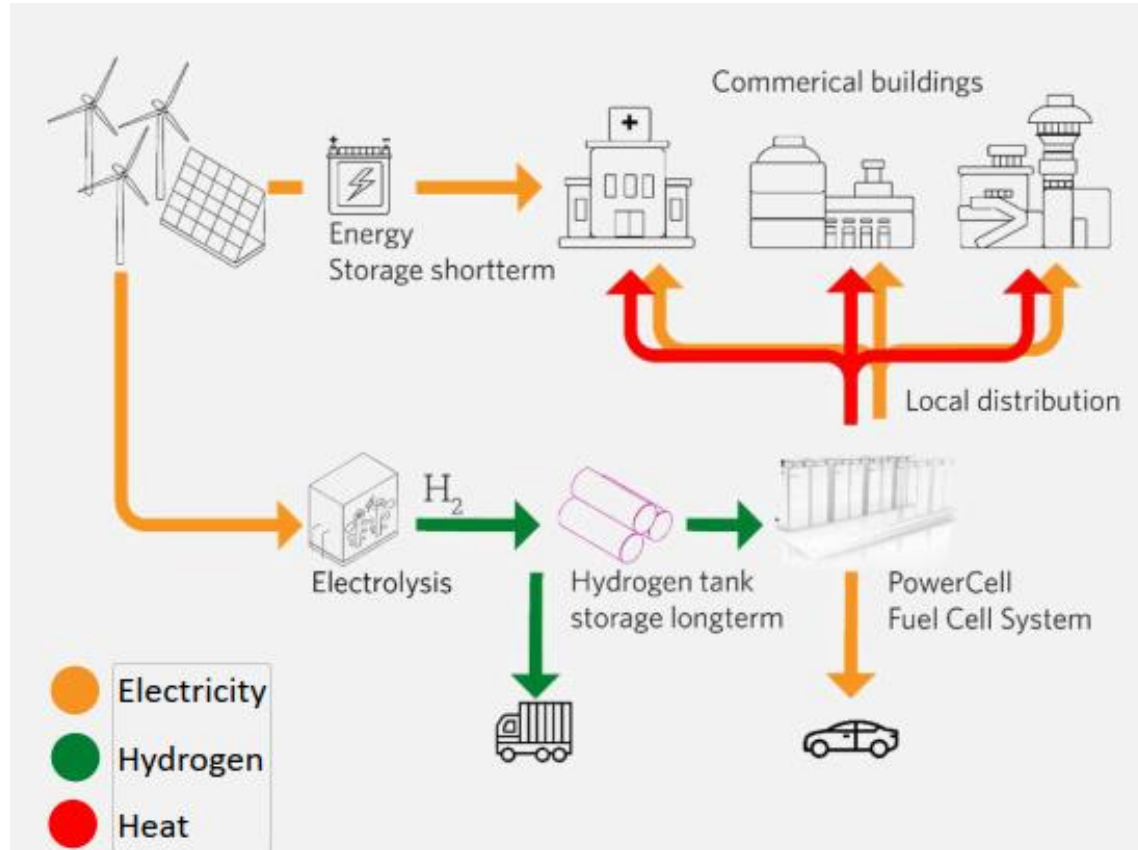 Commerical buildings
+ -
+
Energy
Storage shortterm
Local distribution
H2
Electrolysis
Hydrogen tank
storage longterm
PowerCell
Fuel Cell System
Electricity
Hydrogen
Heat